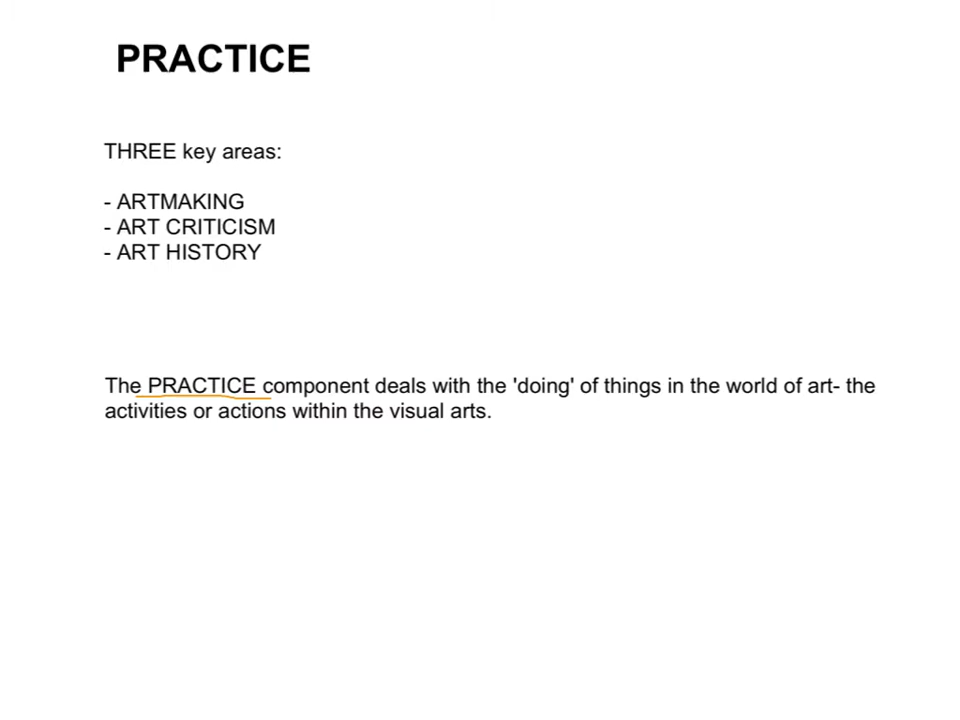 PRACTICE
THREE key areas:
- ARTMAKING
- ART CRITICISM
- ART HISTORY
The PRACTICE component deals with the 'doing' of things in the world of art- the
activities or actions within the visual arts.